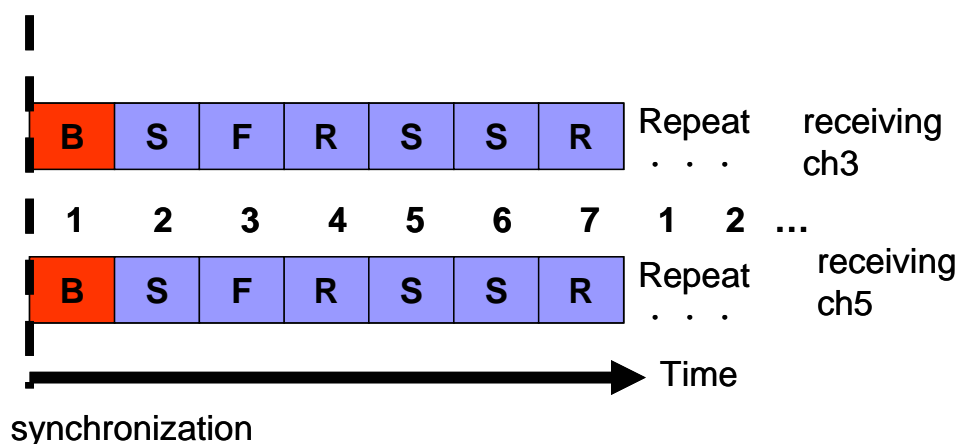 B S F R S S R Repeat receiving
. . . ch3
1 2 3 4 5 6 7 1 2 ...
B S F R S S R Repeat receiving
. . . ch5
Time
synchronization